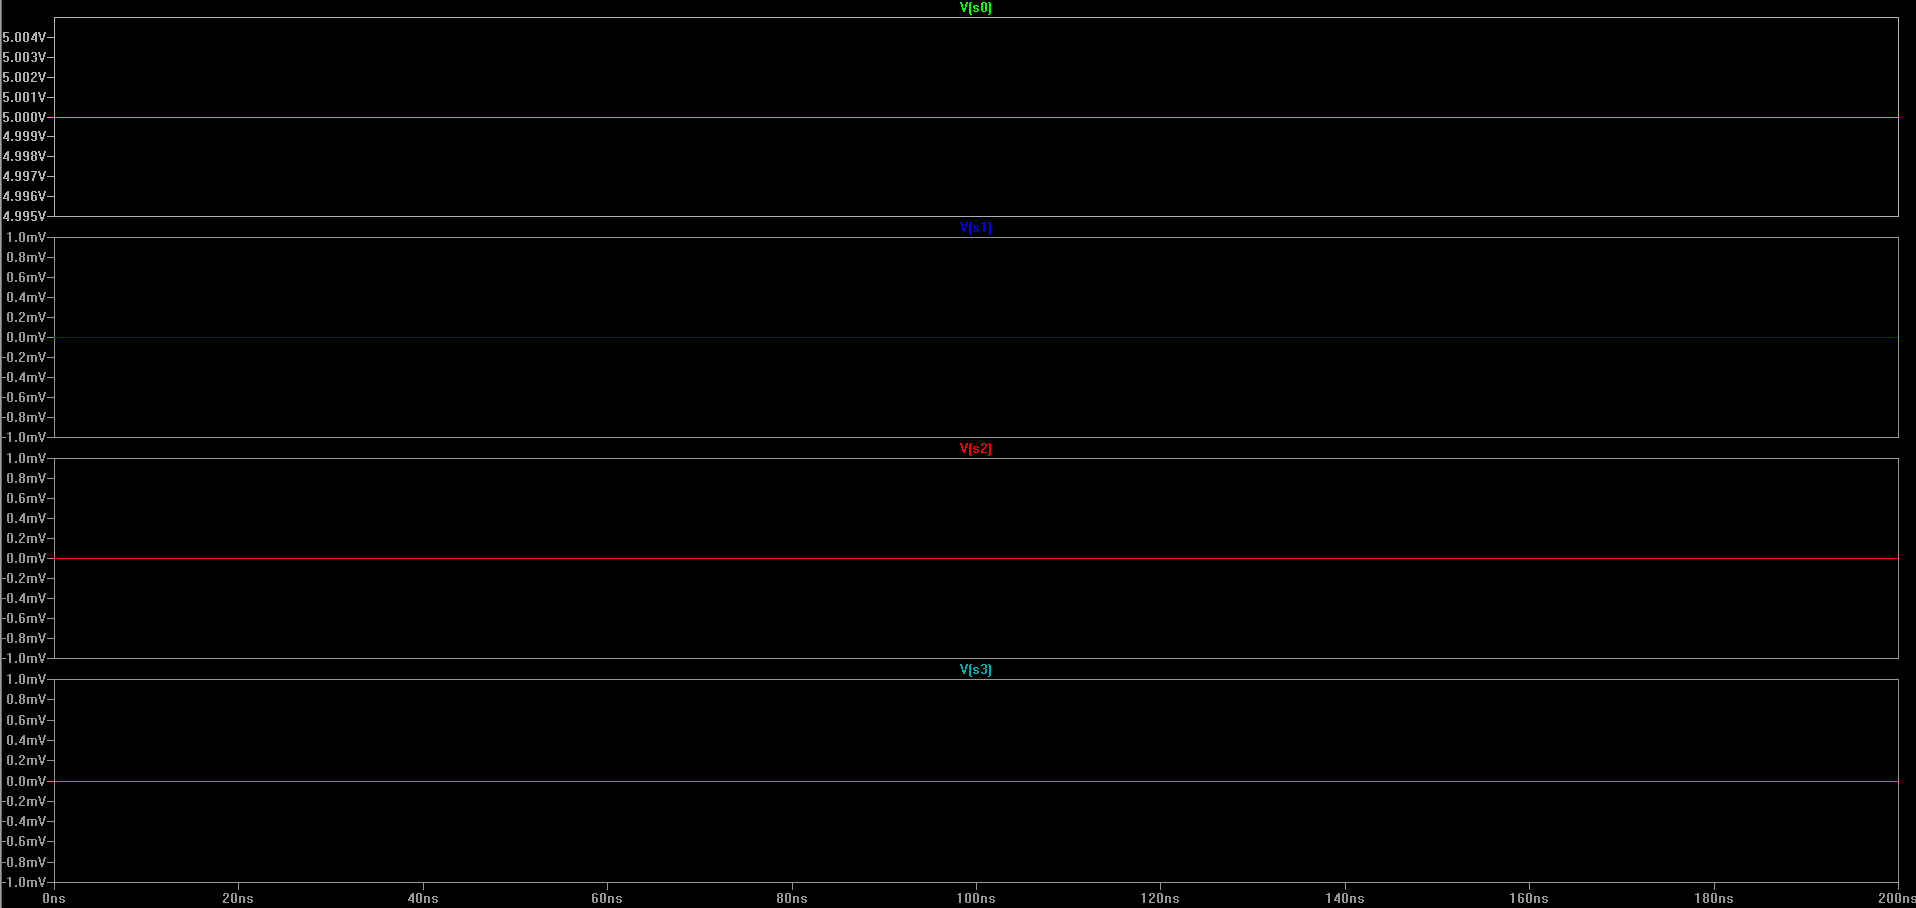 V(s0)
5.004V
5.003V
5.002V
5.001V
5.000V
4.999V
4.998V
4.997V
4.996V
4.995V
V(s1)
1.0mV
0.8mV
0.6mV
0.4mV
0.2mV
0.0mV
-0.2mV
-0.4mV
-0.6mV
-0.8mV
-1.0mV
V(s2)
1.0mV
0.8mV
0.6mV
0.4mV
0.2mV
0.0mV
-0.2mV
-0.4mV
-0.6mV
-0.8mV
-1.0mV
V(s3)
1.0mV
0.8mV
0.6mV
0.4mV
0.2mV
0.0mV
-0.2mV
-0.4mV
-0.6mV
-0.8mV
-1.0mV
0ns 20ns 40ns 60ns 80ns 100ns 120ns 140ns 160ns 180ns 200ns